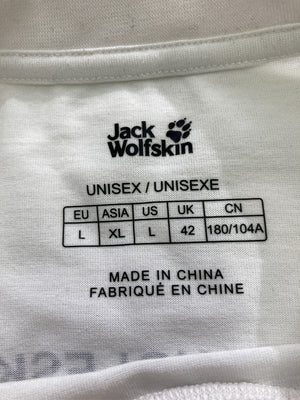 Jack
Wolfskin
UNISEX / UNISEXE
EU ASIA US UK CN
L XL L 42 180/104A
MADE IN CHINA
FABRIQUÉ EN CHINE